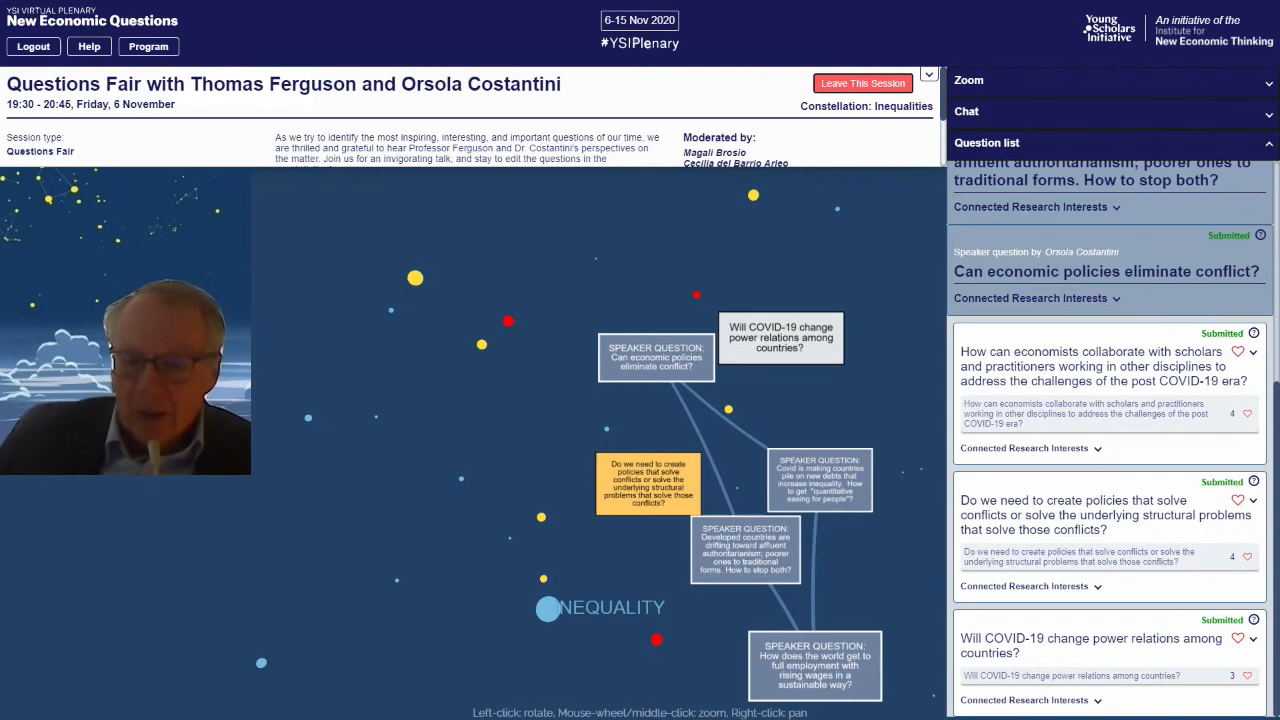 YSI VIRTUAL PLENARY
New Economic Questions
Logout
Help
Program
6-15 Nov 2020
#YSIPlenary
Young
Scholars
Initiative
An initiative of the
Institute for
New Economic Thinking
Questions Fair with Thomas Ferguson and Orsola Costantini
19:30 - 20:45, Friday, 6 November
Leave This Session
Constellation: Inequalities
Session type:
Questions Fair
As we try to identify the most inspiring, interesting, and important questions of our time, we
are thrilled and grateful to hear Professor Ferguson and Dr. Costantini's perspectives on
the matter. Join us for an invigorating talk, and stay to edit the questions in the
Moderated by:
Magali Brosio
Cecilia del Barrio Arleo
SPEAKER QUESTION:
Can economic policies
eliminate conflict?
Will COVID-19 change
power relations among
countries?
Do we need to create
policies that solve
conflicts or solve the
underlying structural
problems that solve those
conflicts?
SPEAKER QUESTION:
Covid is making countries
pile on new debts that
increase inequality. How
to get "quantitative
easing for people"?
SPEAKER QUESTION:
Developed countries are
drifting toward affluent
authoritarianism; poorer
ones to traditional
forms. How to stop both?
NEQUALITY
SPEAKER QUESTION:
How does the world get to
full employment with
rising wages in a
sustainable way?
Left-click: rotate, Mouse-wheel/middle-click: zoom, Right-click: pan
Zoom
Chat
Question list
affluent authoritarianism; poorer ones to
traditional forms. How to stop both?
Connected Research Interests
Submitted
Speaker question by Orsola Costantini
Can economic policies eliminate conflict?
Connected Research Interests
Submitted
How can economists collaborate with scholars
and practitioners working in other disciplines to
address the challenges of the post COVID-19 era?
How can economists collaborate with scholars and practitioners
working in other disciplines to address the challenges of the post
COVID-19 era?
4
Connected Research Interests
Submitted
Do we need to create policies that solve
conflicts or solve the underlying structural problems
that solve those conflicts?
Do we need to create policies that solve conflicts or solve the
underlying structural problems that solve those conflicts?
4
Connected Research Interests
Submitted
Will COVID-19 change power relations among
countries?
Will COVID-19 change power relations among countries?
3
Connected Research Interests